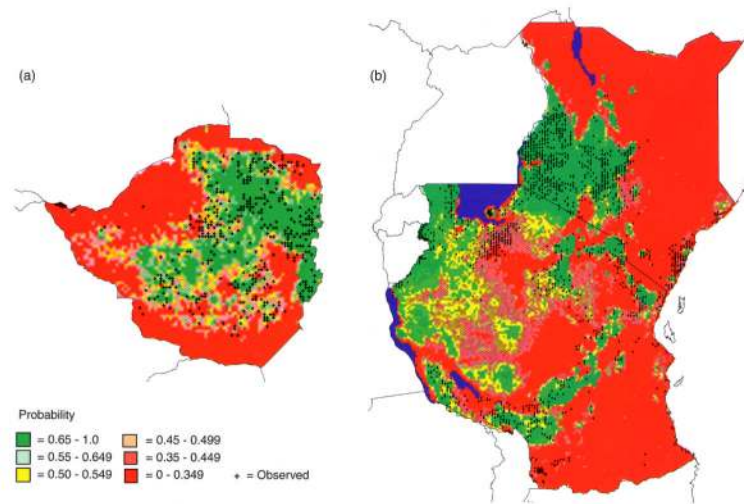 (a)
(b)
Probability
= 0.65 - 1.0
= 0.45 - 0.499
= 0.55 - 0.649
= 0.35 - 0.449
= 0.50 - 0.549
= 0 - 0.349
+ = Observed